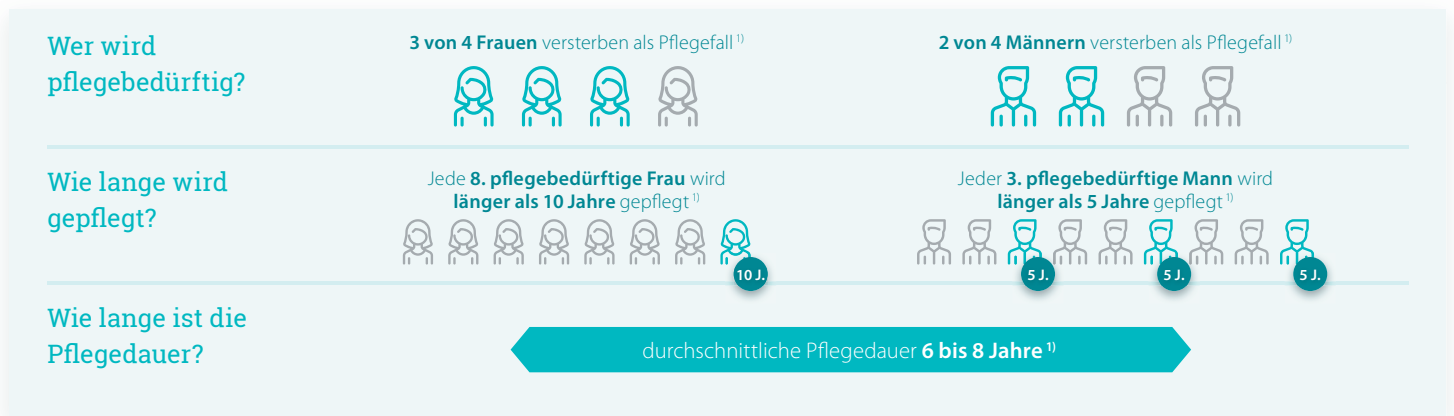 Wer wird
pflegebedürftig?
3 von 4 Frauen versterben als Pflegefall 1)
2 von 4 Männern versterben als Pflegefall 1)
Wie lange wird
gepflegt?
Jede 8. pflegebedürftige Frau wird
länger als 10 Jahre gepflegt 1)
10 J.
Jeder 3. pflegebedürftige Mann wird
länger als 5 Jahre gepflegt 1)
5 J.
5 J.
5 J.
Wie lange ist die
Pflegedauer?
durchschnittliche Pflegedauer 6 bis 8 Jahre 1)